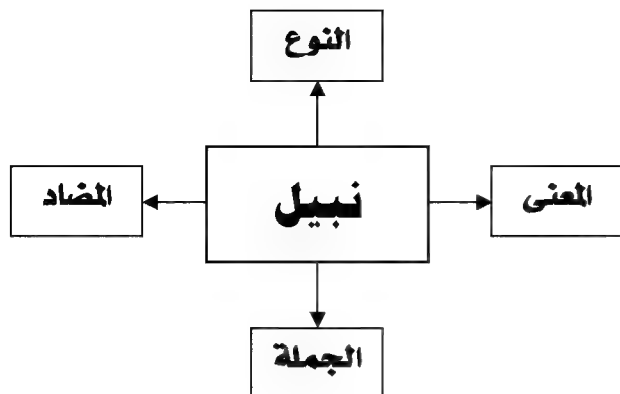 النوع
المعنى
نبيل
المضاد
الجملة